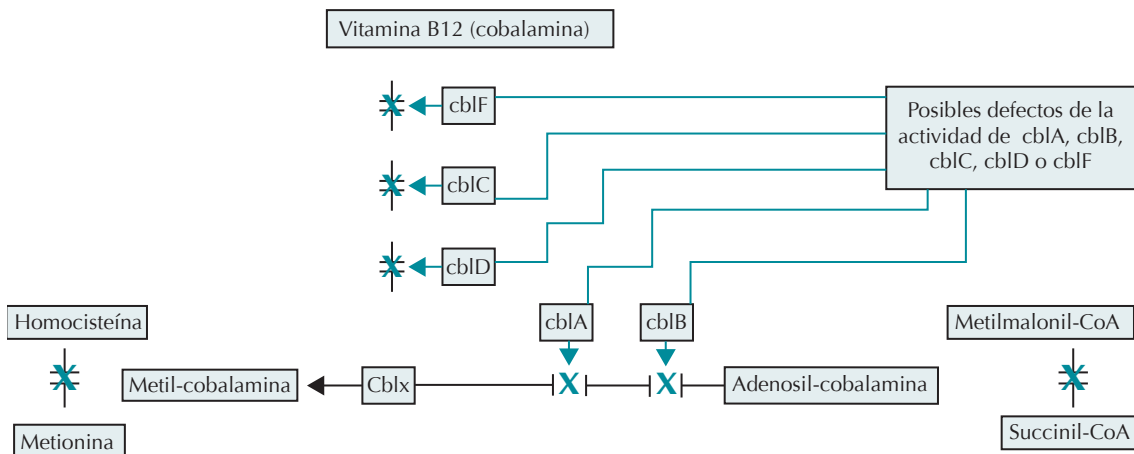 Vitamina B12 (cobalamina)
cblF
Posibles defectos de la
actividad de cblA, cblB,
cblC, cblD o cblF
cblC
cblD
Homocisteína
cblA
cblB
Metilmalonil-CoA
Metil-cobalamina
Cblx
Adenosil-cobalamina
Metionina
Succinil-CoA